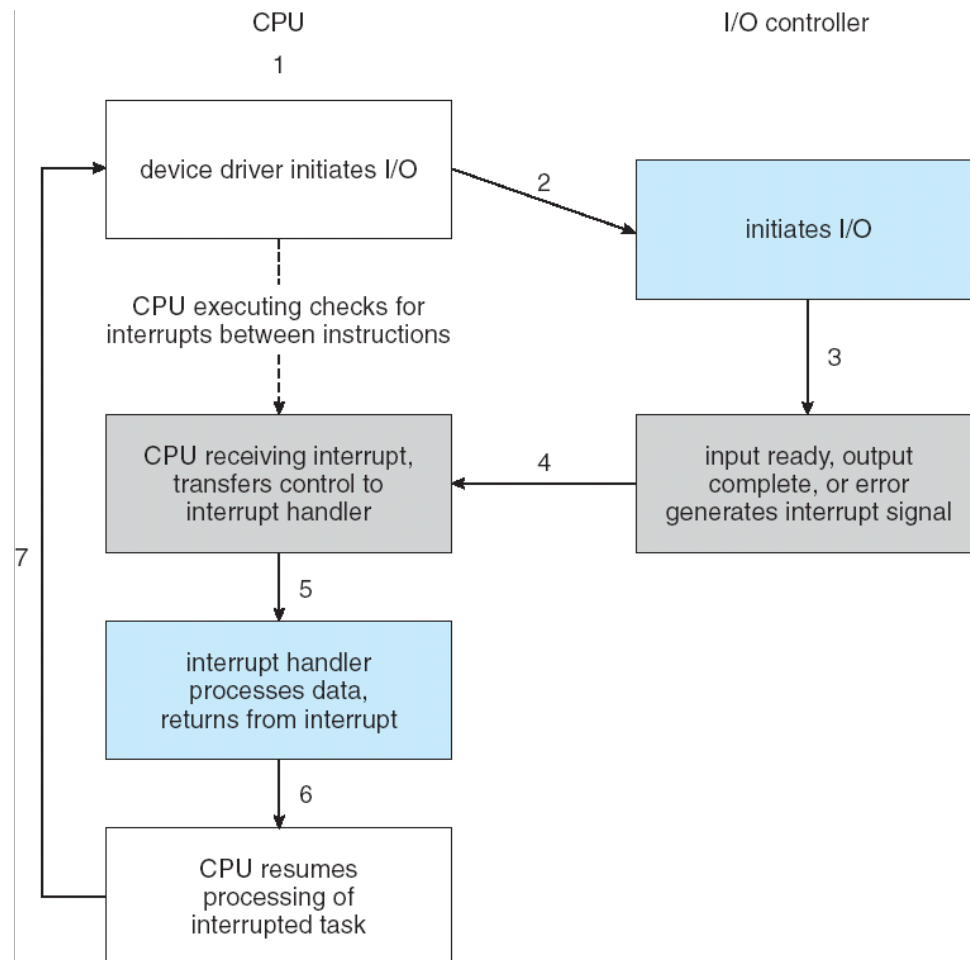 CPU
I/O controller
1
device driver initiates I/O
2
initiates I/O
CPU executing checks for
interrupts between instructions
3
CPU receiving interrupt,
transfers control to
interrupt handler
4
input ready, output
complete, or error
generates interrupt signal
7
5
interrupt handler
processes data,
returns from interrupt
6
CPU resumes
processing of
interrupted task